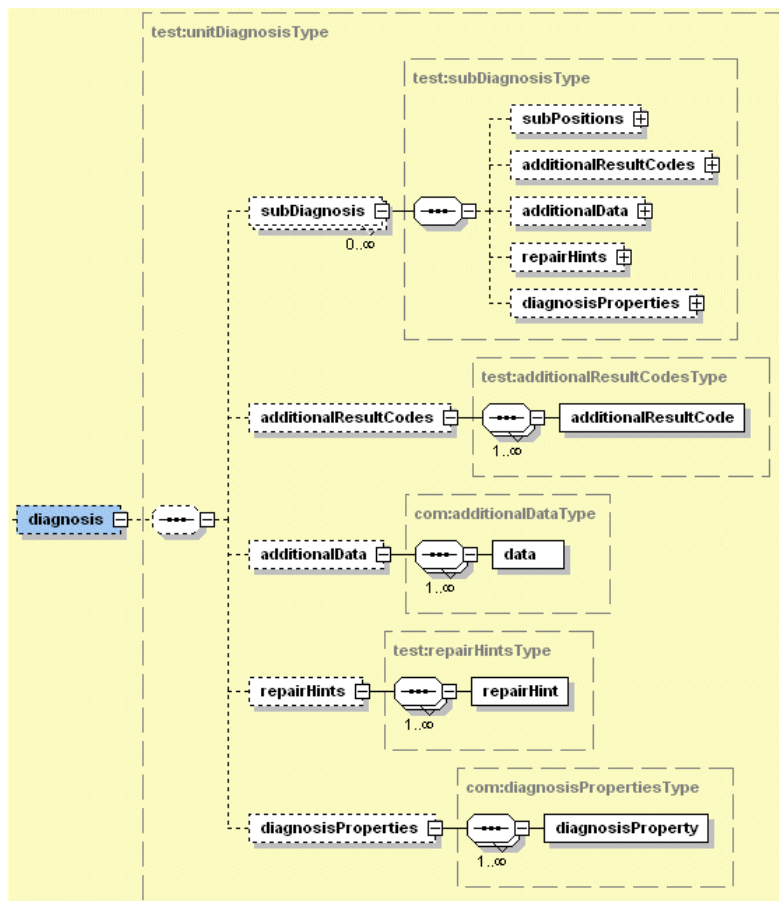 test:unitDiagnosisType
test:subDiagnosisType
subPositions
additionalResultCodes
subDiagnosis
additionalData
0..∞
repairHints
diagnosisProperties
test:additionalResultCodesType
additionalResultCodes
additionalResultCode
1..∞
com:additionalDataType
diagnosis
additionalData
data
1..∞
test:repairHintsType
repairHints
repairHint
1..∞
com:diagnosisPropertiesType
diagnosisProperties
diagnosisProperty
1..∞